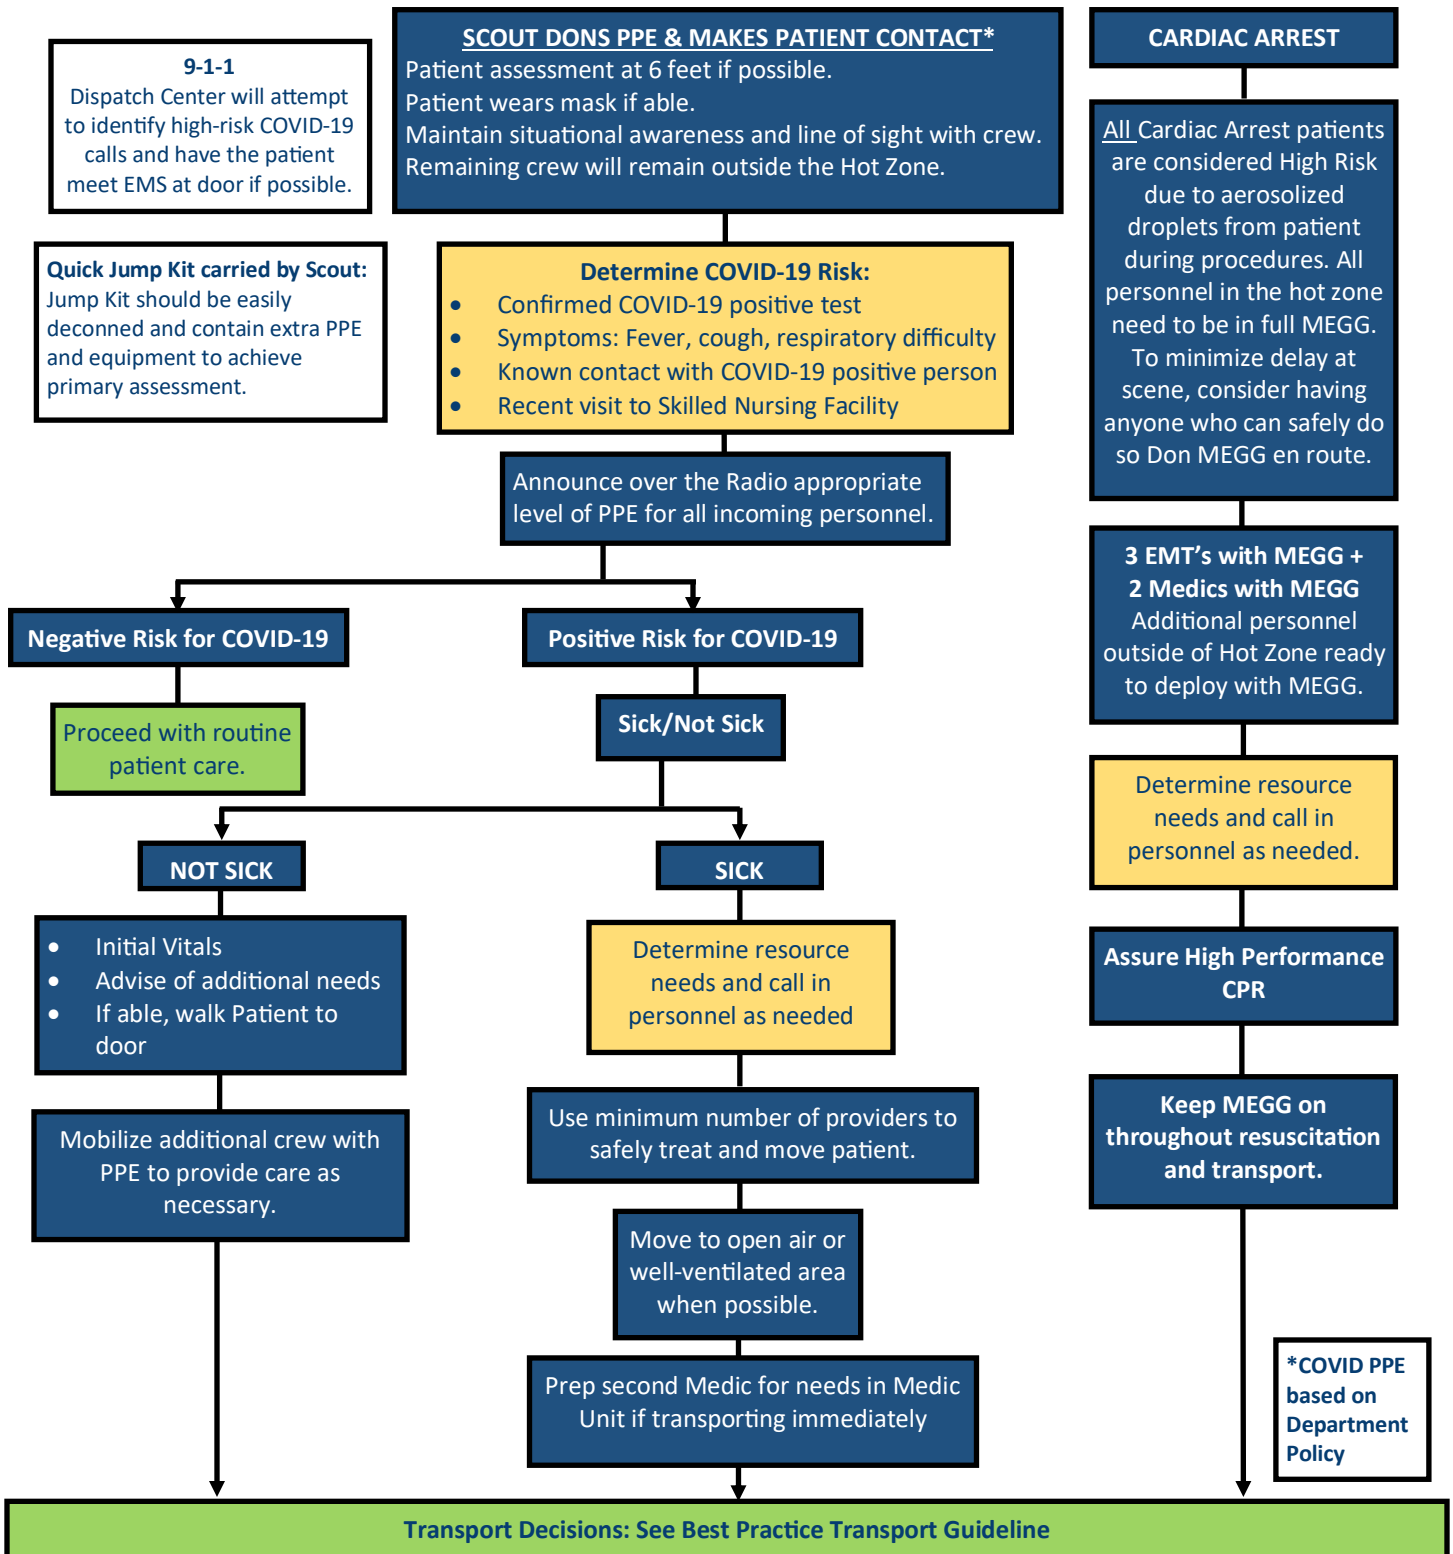 9-1-1
Dispatch Center will attempt
to identify high-risk COVID-19
calls and have the patient
meet EMS at door if possible.
Quick Jump Kit carried by Scout:
Jump Kit should be easily
deconned and contain extra PPE
and equipment to achieve
primary assessment.
SCOUT DONS PPE & MAKES PATIENT CONTACT*
Patient assessment at 6 feet if possible.
Patient wears mask if able.
Maintain situational awareness and line of sight with crew.
Remaining crew will remain outside the Hot Zone.
Determine COVID-19 Risk:
• Confirmed COVID-19 positive test
• Symptoms: Fever, cough, respiratory difficulty
• Known contact with COVID-19 positive person
• Recent visit to Skilled Nursing Facility
Announce over the Radio appropriate
level of PPE for all incoming personnel.
Negative Risk for COVID-19
Proceed with routine
patient care.
Positive Risk for COVID-19
Sick/Not Sick
NOT SICK
• Initial Vitals
• Advise of additional needs
• If able, walk Patient to
door
Mobilize additional crew with
PPE to provide care as
necessary.
SICK
Determine resource
needs and call in
personnel as needed
Use minimum number of providers to
safely treat and move patient.
Move to open air or
well-ventilated area
when possible.
Prep second Medic for needs in Medic
Unit if transporting immediately
CARDIAC ARREST
All Cardiac Arrest patients
are considered High Risk
due to aerosolized
droplets from patient
during procedures. All
personnel in the hot zone
need to be in full MEGG.
To minimize delay at
scene, consider having
anyone who can safely do
so Don MEGG en route.
3 EMT’s with MEGG +
2 Medics with MEGG
Additional personnel
outside of Hot Zone ready
to deploy with MEGG.
Determine resource
needs and call in
personnel as needed.
Assure High Performance
CPR
Keep MEGG on
throughout resuscitation
and transport.
*COVID PPE
based on
Department
Policy
Transport Decisions: See Best Practice Transport Guideline